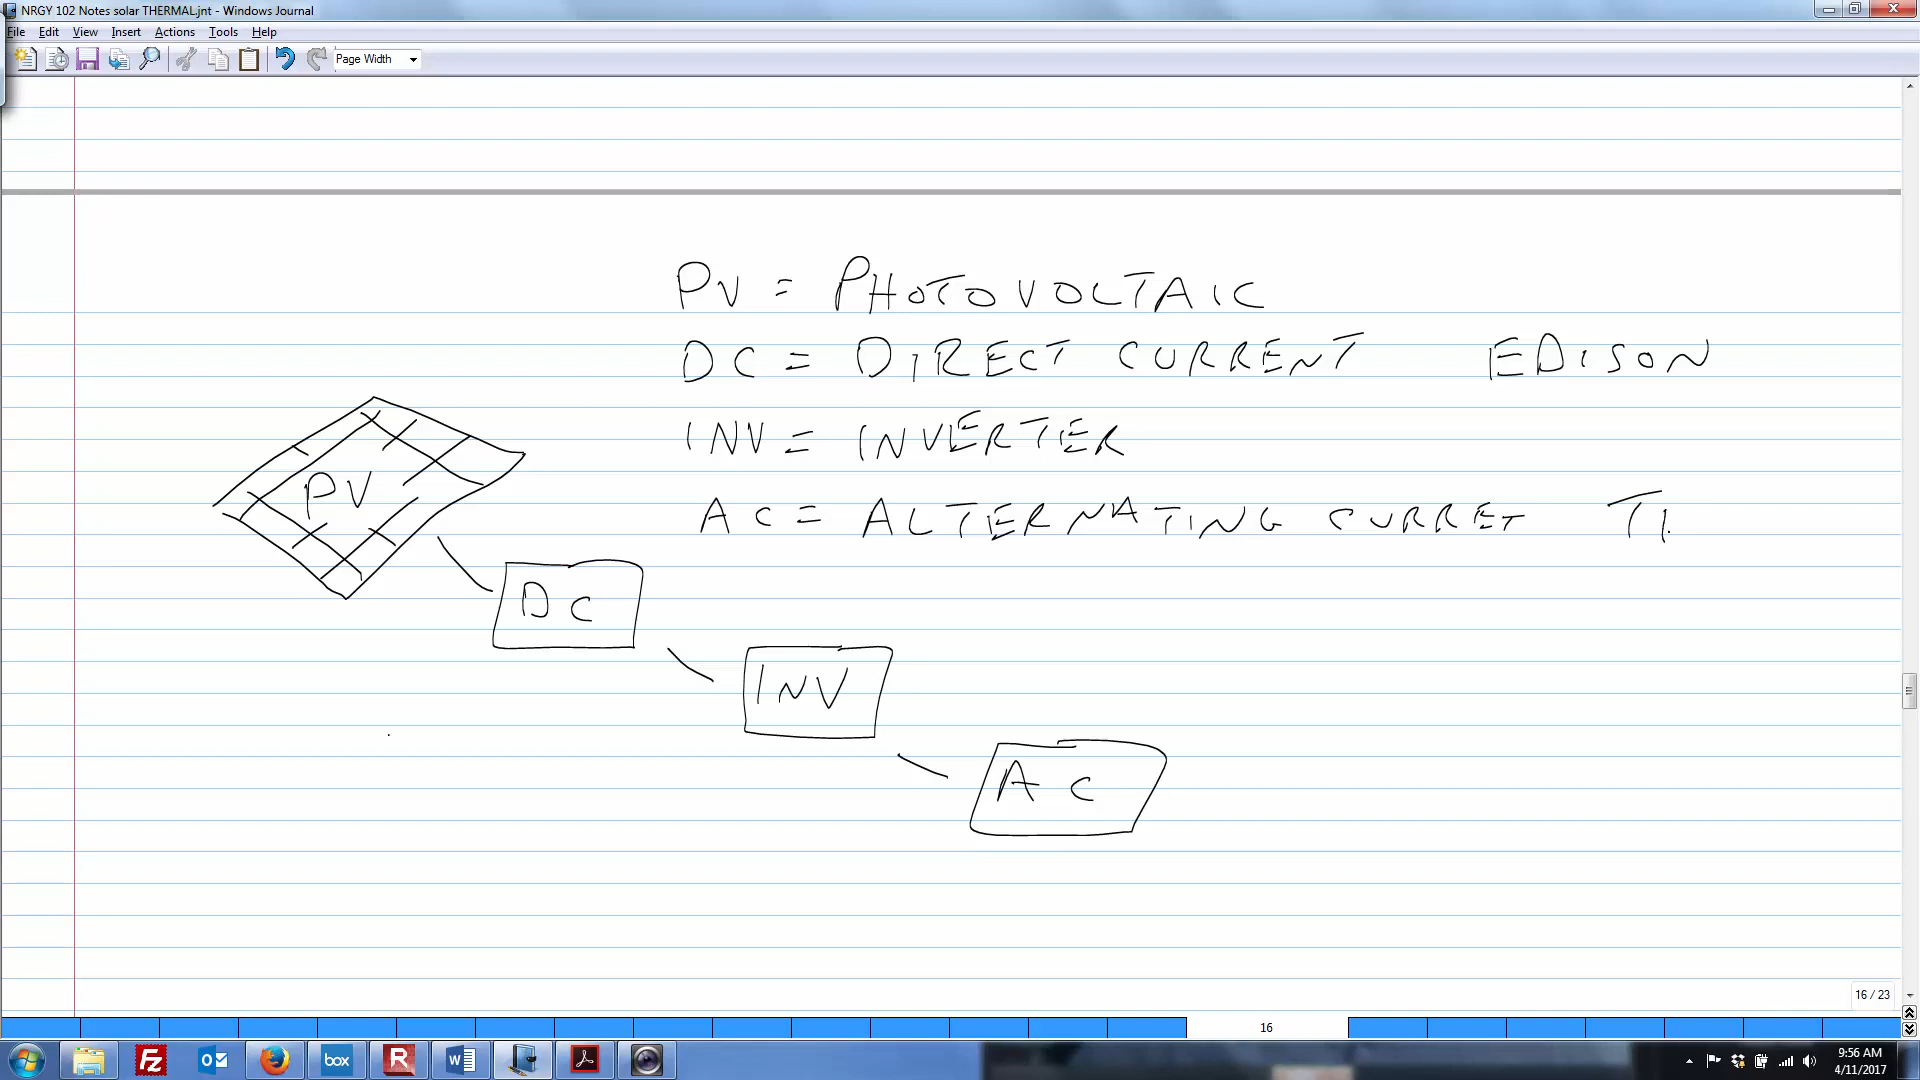 NRGY 102 Notes solar THERMAL.jnt - Windows Journal
File Edit View Insert Actions Tools Help
Page Width
PV = PHOTOVOLTAIC
DC = DIRECT CURRENT EDISON
INV = INVERTER
AC = ALTERNATING CURRET
PV
DC
INV
AC
16 / 23
16
FZ O box R W
9:56 AM
4/11/2017